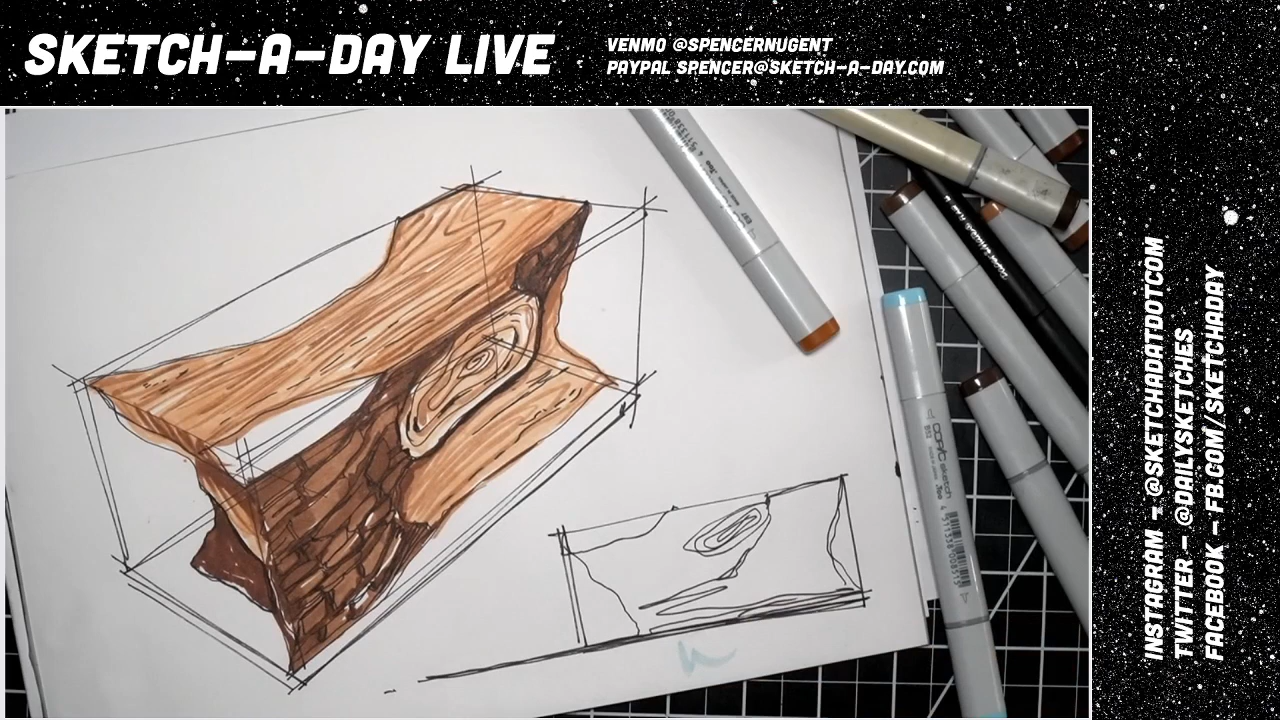 SKETCH-A-DAY LIVE
VENMO @SPENCERNUGENT
PAYPAL SPENCER@SKETCH-A-DAY.COM
INSTAGRAM - @SKETCHADAYDOTCOM
TWITTER - @DAILYSKETCHES
FACEBOOK - FB.COM/SKETCHADAY
COPIC sketch